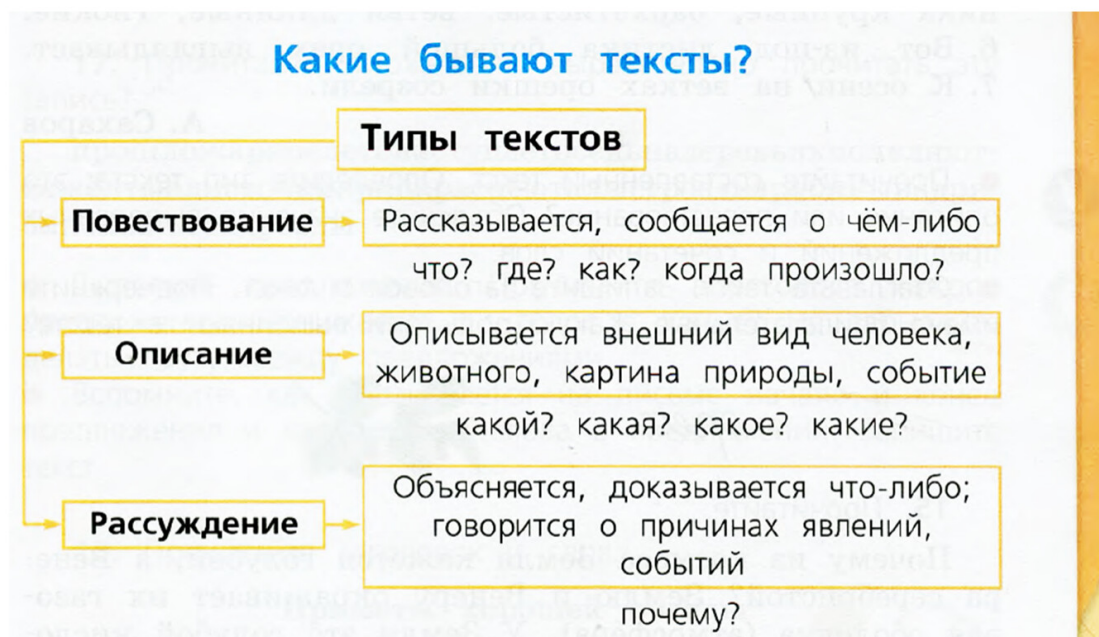 Какие бывают тексты?
Типы текстов
Повествование
Рассказывается, сообщается о чём-либо
что? где? как? когда произошло?
Описание
Описывается внешний вид человека,
животного, картина природы, событие
какой? какая? какое? какие?
Рассуждение
Объясняется, доказывается что-либо;
говорится о причинах явлений,
событий
почему?